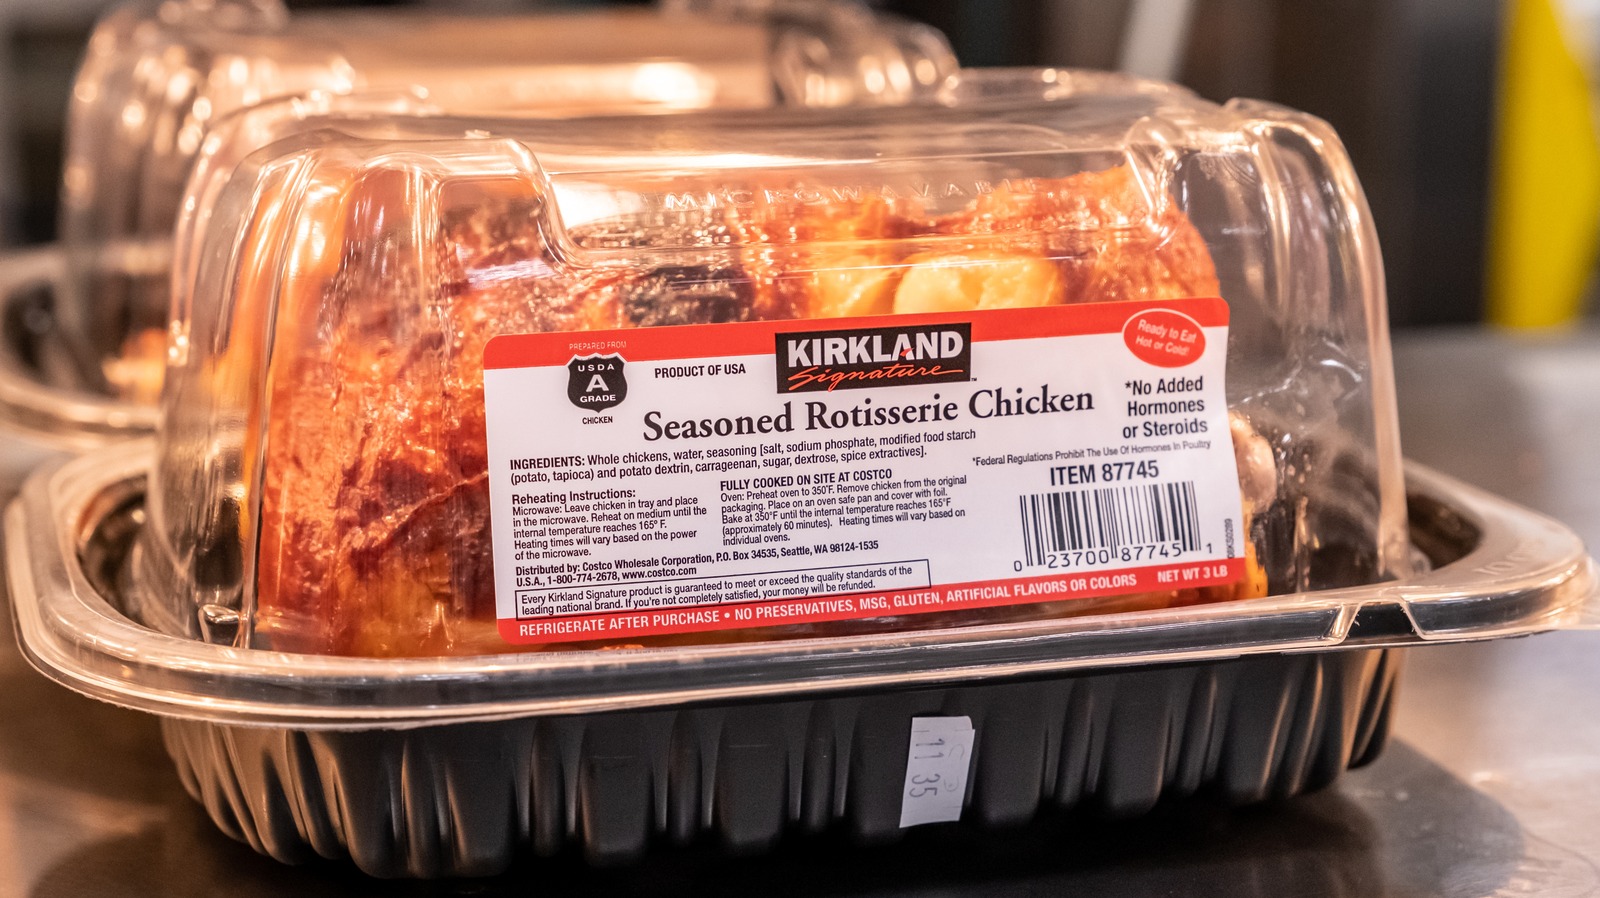 MICROWAVABLE
PREPARED FROM
USDA
A
GRADE
CHICKEN
PRODUCT OF USA
KIRKLAND
Signature™
Ready to Eat
Hot or Cold!
Seasoned Rotisserie Chicken
*No Added
Hormones
or Steroids
*Federal Regulations Prohibit The Use Of Hormones In Poultry
INGREDIENTS: Whole chickens, water, seasoning [salt, sodium phosphate, modified food starch
(potato, tapioca) and potato dextrin, carrageenan, sugar, dextrose, spice extractives].
Reheating Instructions:
Microwave: Leave chicken in tray and place
in the microwave. Reheat on medium until the
internal temperature reaches 165° F.
Heating times will vary based on the power
of the microwave.
FULLY COOKED ON SITE AT COSTCO
Oven: Preheat oven to 350°F. Remove chicken from the original
packaging. Place on an oven safe pan and cover with foil.
Bake at 350°F until the internal temperature reaches 165°F
(approximately 60 minutes). Heating times will vary based on
individual ovens.
Distributed by: Costco Wholesale Corporation, P.O. Box 34535, Seattle, WA 98124-1535
U.S.A., 1-800-774-2678, www.costco.com
Every Kirkland Signature product is guaranteed to meet or exceed the quality standards of the
leading national brand. If you're not completely satisfied, your money will be refunded.
ITEM 87745
0 23700 87745 1
REFRIGERATE AFTER PURCHASE • NO PRESERVATIVES, MSG, GLUTEN, ARTIFICIAL FLAVORS OR COLORS NET WT 3 LB
11 35